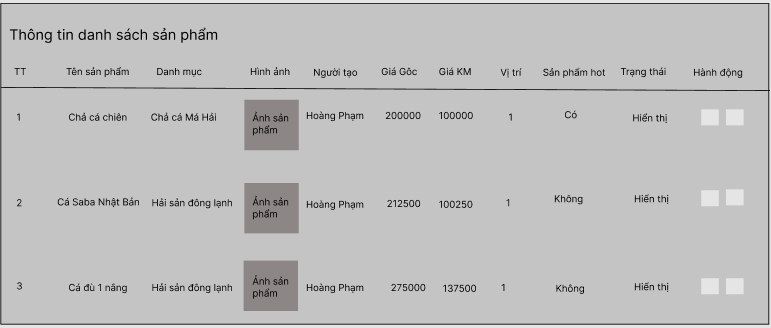 Thông tin danh sách sản phẩm
TT Tên sản phẩm Danh mục Hình ảnh Người tạo Giá Gốc Giá KM Vị trí Sản phẩm hot Trạng thái Hành động
1 Chả cá chiên Chả cá Má Hải Ảnh sản phẩm Hoàng Phạm 200000 100000 1 Có Hiển thị
2 Cá Saba Nhật Bản Hải sản đông lạnh Ảnh sản phẩm Hoàng Phạm 212500 100250 1 Không Hiển thị
3 Cá đù 1 nắng Hải sản đông lạnh Ảnh sản phẩm Hoàng Phạm 275000 137500 1 Không Hiển thị